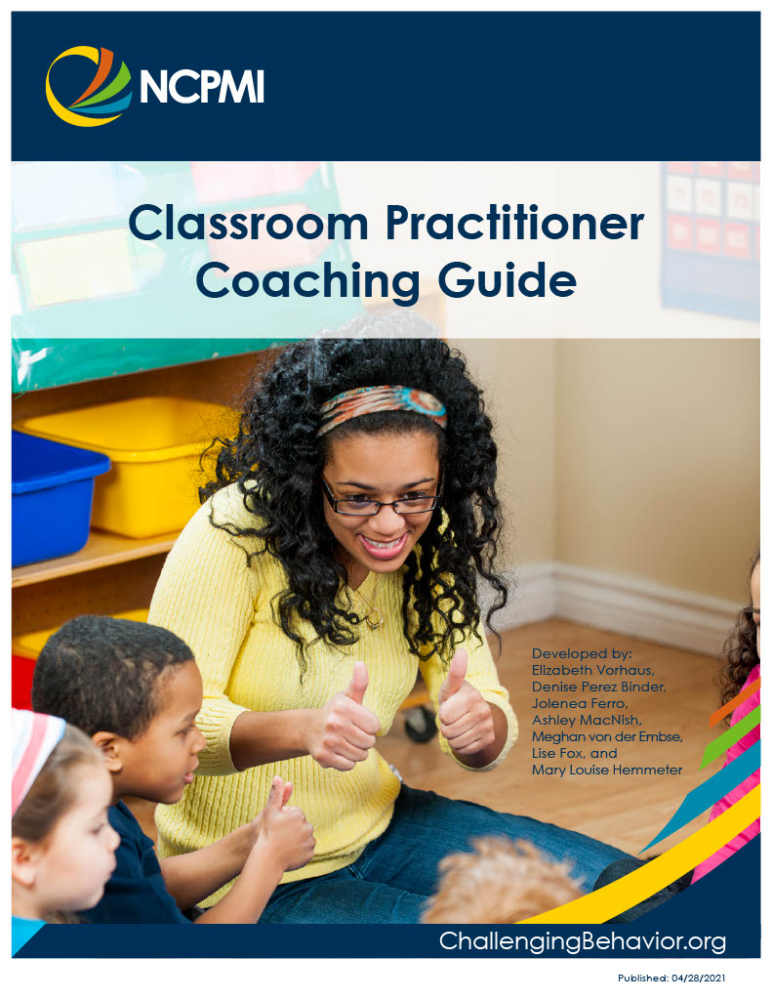 NCPMI
Classroom Practitioner
Coaching Guide
Developed by:
Elizabeth Vorhaus,
Denise Perez Binder,
Jolenea Ferro,
Ashley MacNish,
Meghan von der Embse,
Lise Fox, and
Mary Louise Hemmeter
ChallengingBehavior.org
Published: 04/28/2021